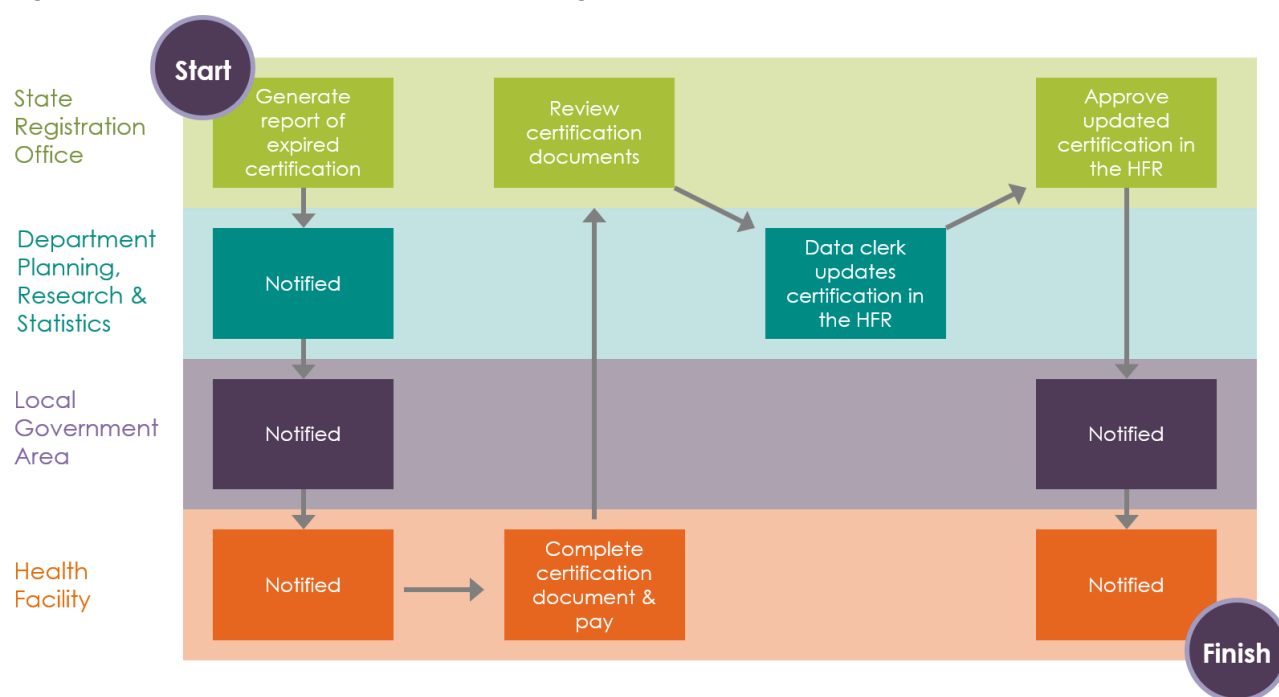 Start
State
Registration
Office
Generate
report of
expired
certification
Review
certification
documents
Approve
updated
certification in
the HFR
Department
Planning,
Research &
Statistics
Notified
Data clerk
updates
certification in
the HFR
Local
Government
Area
Notified
Notified
Health
Facility
Notified
Complete
certification
document &
pay
Notified
Finish